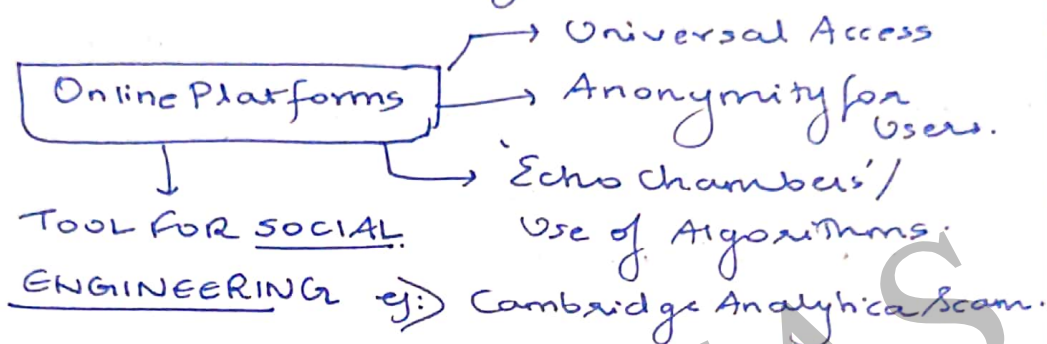 Universal Access
Online Platforms
Anonymity for
Users.
'Echo Chambers'/
TOOL FOR SOCIAL
Use of Algorithms.
ENGINEERING eg:) Cambridge Analytica Scam.